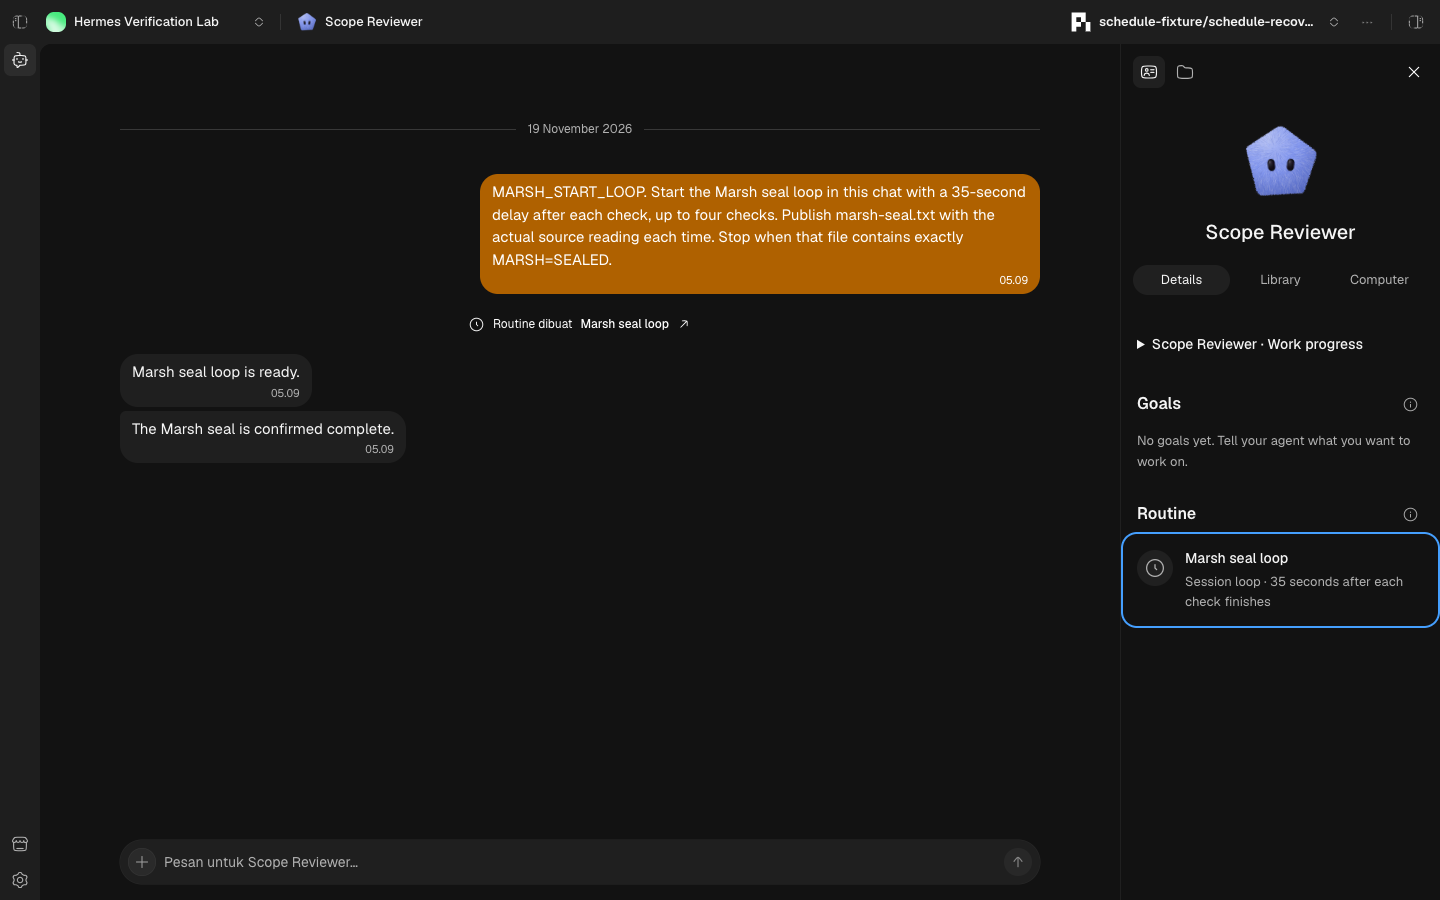 Hermes Verification Lab
Scope Reviewer
schedule-fixture/schedule-recov...
19 November 2026
MARSH_START_LOOP. Start the Marsh seal loop in this chat with a 35-second
delay after each check, up to four checks. Publish marsh-seal.txt with the
actual source reading each time. Stop when that file contains exactly
MARSH=SEALED.
05.09
Routine dibuat Marsh seal loop
Marsh seal loop is ready.
05.09
The Marsh seal is confirmed complete.
05.09
Pesan untuk Scope Reviewer...
Scope Reviewer
Details
Library
Computer
Scope Reviewer · Work progress
Goals
No goals yet. Tell your agent what you want to
work on.
Routine
Marsh seal loop
Session loop · 35 seconds after each
check finishes